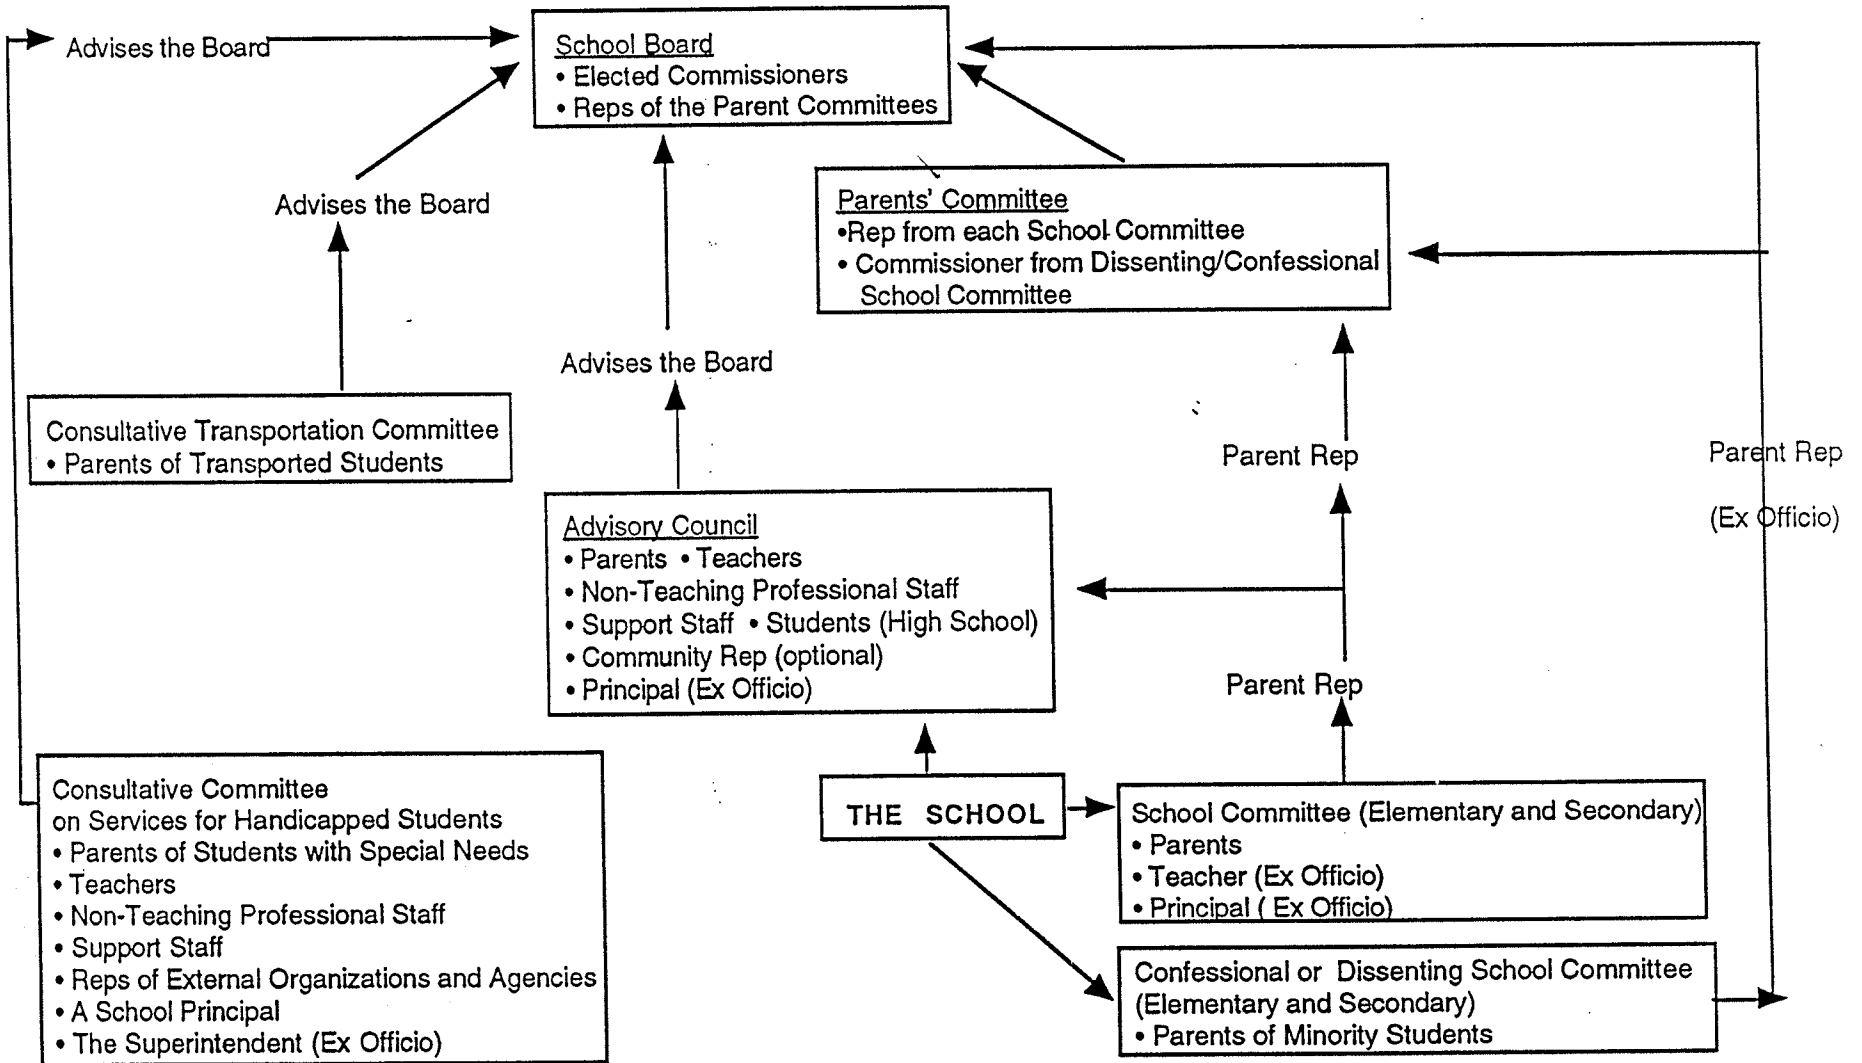 Advises the Board
School Board
• Elected Commissioners
• Reps of the Parent Committees
Advises the Board
Parents' Committee
•Rep from each School Committee
• Commissioner from Dissenting/Confessional
School Committee
Advises the Board
Consultative Transportation Committee
• Parents of Transported Students
Parent Rep
Parent Rep
(Ex Officio)
Advisory Council
• Parents • Teachers
• Non-Teaching Professional Staff
• Support Staff • Students (High School)
• Community Rep (optional)
• Principal (Ex Officio)
Parent Rep
Consultative Committee
on Services for Handicapped Students
• Parents of Students with Special Needs
• Teachers
• Non-Teaching Professional Staff
• Support Staff
• Reps of External Organizations and Agencies
• A School Principal
• The Superintendent (Ex Officio)
THE SCHOOL
School Committee (Elementary and Secondary)
• Parents
• Teacher (Ex Officio)
• Principal ( Ex Officio)
Confessional or Dissenting School Committee
(Elementary and Secondary)
• Parents of Minority Students